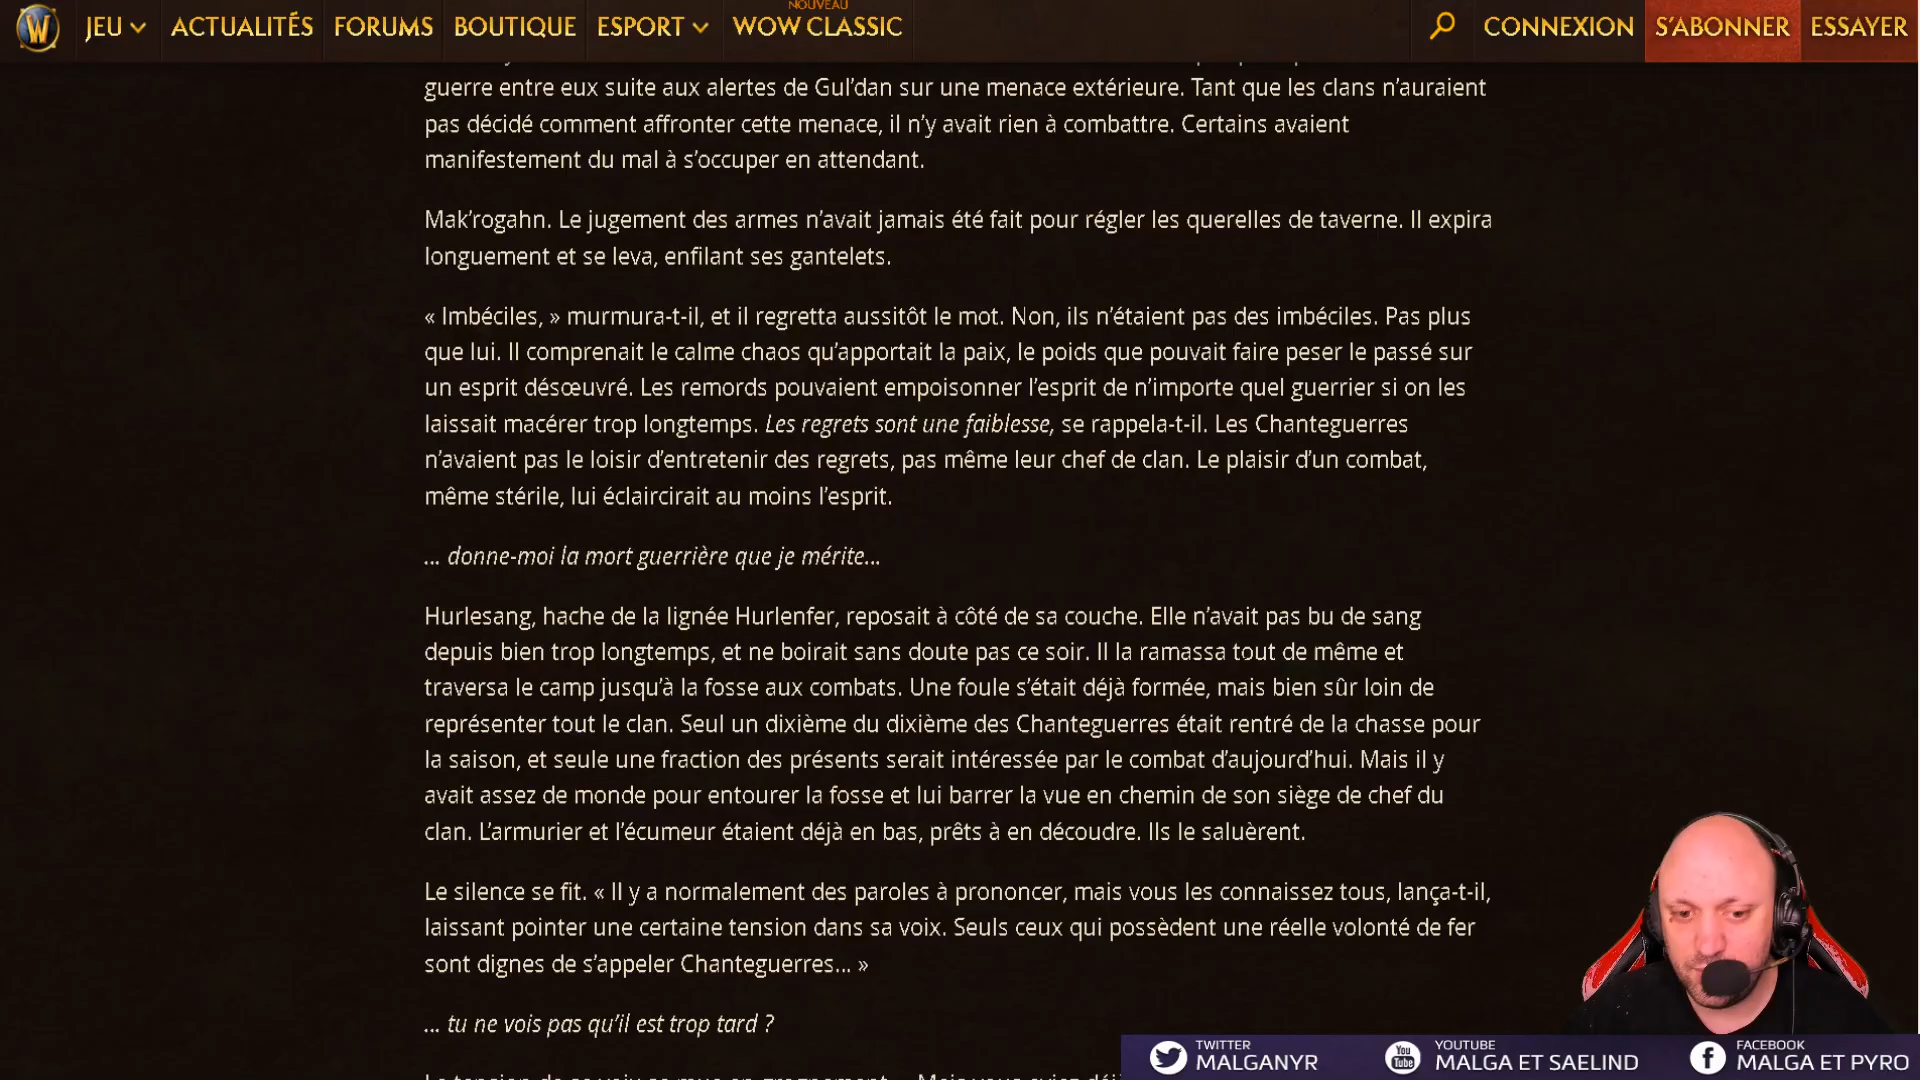 NOUVEAU
JEU ACTUALITÉS FORUMS BOUTIQUE ESPORT WOW CLASSIC CONNEXION S'ABONNER ESSAYER
guerre entre eux suite aux alertes de Gul’dan sur une menace extérieure. Tant que les clans n’auraient
pas décidé comment affronter cette menace, il n’y avait rien à combattre. Certains avaient
manifestement du mal à s’occuper en attendant.
Mak’rogahn. Le jugement des armes n’avait jamais été fait pour régler les querelles de taverne. Il expira
longuement et se leva, enfilant ses gantelets.
« Imbéciles, » murmura-t-il, et il regretta aussitôt le mot. Non, ils n’étaient pas des imbéciles. Pas plus
que lui. Il comprenait le calme chaos qu’apportait la paix, le poids que pouvait faire peser le passé sur
un esprit désœuvré. Les remords pouvaient empoisonner l’esprit de n’importe quel guerrier si on les
laissait macérer trop longtemps. Les regrets sont une faiblesse, se rappela-t-il. Les Chanteguerres
n’avaient pas le loisir d’entretenir des regrets, pas même leur chef de clan. Le plaisir d’un combat,
même stérile, lui éclaircirait au moins l’esprit.
... donne-moi la mort guerrière que je mérite...
Hurlesang, hache de la lignée Hurlenfer, reposait à côté de sa couche. Elle n’avait pas bu de sang
depuis bien trop longtemps, et ne boirait sans doute pas ce soir. Il la ramassa tout de même et
traversa le camp jusqu’à la fosse aux combats. Une foule s’était déjà formée, mais bien sûr loin de
représenter tout le clan. Seul un dixième du dixième des Chanteguerres était rentré de la chasse pour
la saison, et seule une fraction des présents serait intéressée par le combat d’aujourd’hui. Mais il y
avait assez de monde pour entourer la fosse et lui barrer la vue en chemin de son siège de chef du
clan. L’armurier et l’écumeur étaient déjà en bas, prêts à en découdre. Ils le saluèrent.
Le silence se fit. « Il y a normalement des paroles à prononcer, mais vous les connaissez tous, lança-t-il,
laissant pointer une certaine tension dans sa voix. Seuls ceux qui possèdent une réelle volonté de fer
sont dignes de s’appeler Chanteguerres... »
... tu ne vois pas qu’il est trop tard ?
TWITTER
MALGANYR
You Tube
YOUTUBE
MALGA ET SAELIND
FACEBOOK
MALGA ET PYRO